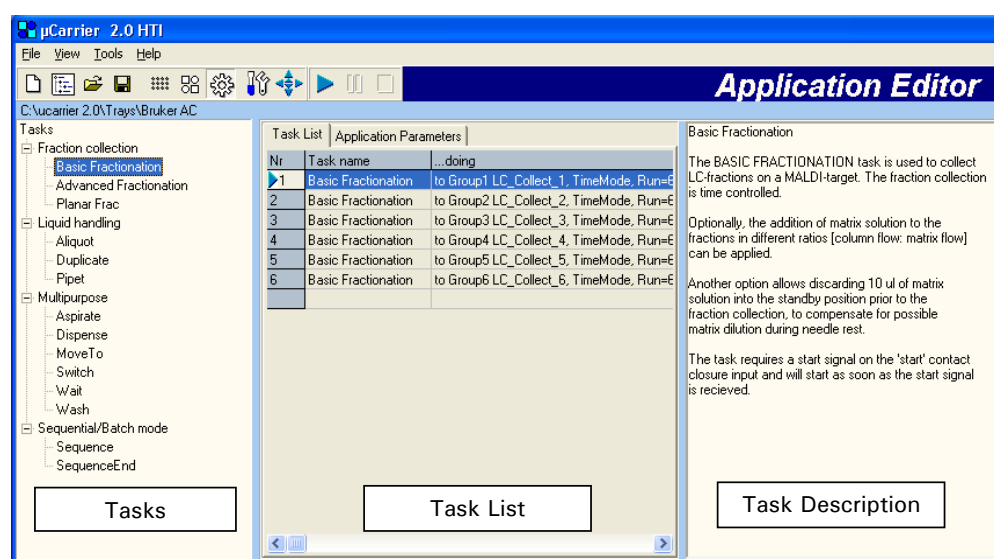 µCarrier 2.0 HTI
File View Tools Help
Application Editor
C:\ucarrier 2.0\Trays\Bruker AC
Tasks
Fraction collection
Basic Fractionation
Advanced Fractionation
Planar Frac
Liquid handling
Aliquot
Duplicate
Pipet
Multipurpose
Aspirate
Dispense
MoveTo
Switch
Wait
Wash
Sequential/Batch mode
Sequence
SequenceEnd
Tasks
Task List Application Parameters
Nr Task name ...doing
1 Basic Fractionation to Group1 LC_Collect_1, TimeMode, Run=6
2 Basic Fractionation to Group2 LC_Collect_2, TimeMode, Run=6
3 Basic Fractionation to Group3 LC_Collect_3, TimeMode, Run=6
4 Basic Fractionation to Group4 LC_Collect_4, TimeMode, Run=6
5 Basic Fractionation to Group5 LC_Collect_5, TimeMode, Run=6
6 Basic Fractionation to Group6 LC_Collect_6, TimeMode, Run=6
Task List
Basic Fractionation
The BASIC FRACTIONATION task is used to collect
LC-fractions on a MALDI-target. The fraction collection
is time controlled.
Optionally, the addition of matrix solution to the
fractions in different ratios [column flow: matrix flow]
can be applied.
Another option allows discarding 10 ul of matrix
solution into the standby position prior to the
fraction collection, to compensate for possible
matrix dilution during needle rest.
The task requires a start signal on the 'start' contact
closure input and will start as soon as the start signal
is recieved.
Task Description